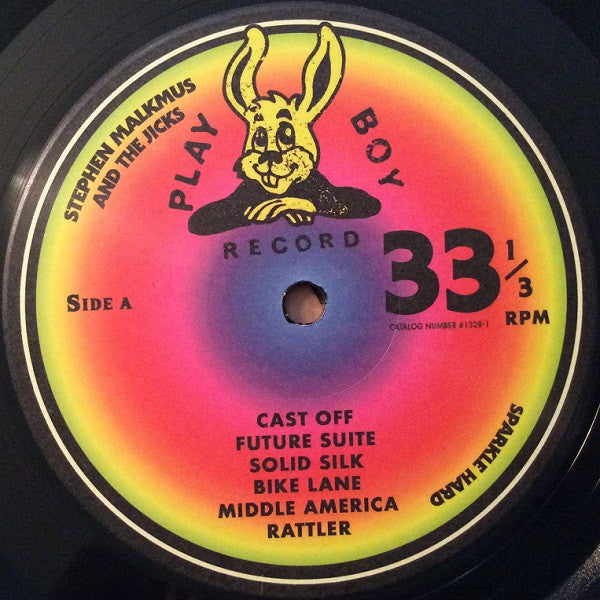 STEPHEN MALKMUS
AND THE JICKS
PLAY BOY
RECORD
33 1/3
RPM
CATALOG NUMBER #1328-1
SIDE A
CAST OFF
FUTURE SUITE
SOLID SILK
BIKE LANE
MIDDLE AMERICA
RATTLER
SPARKLE HARD